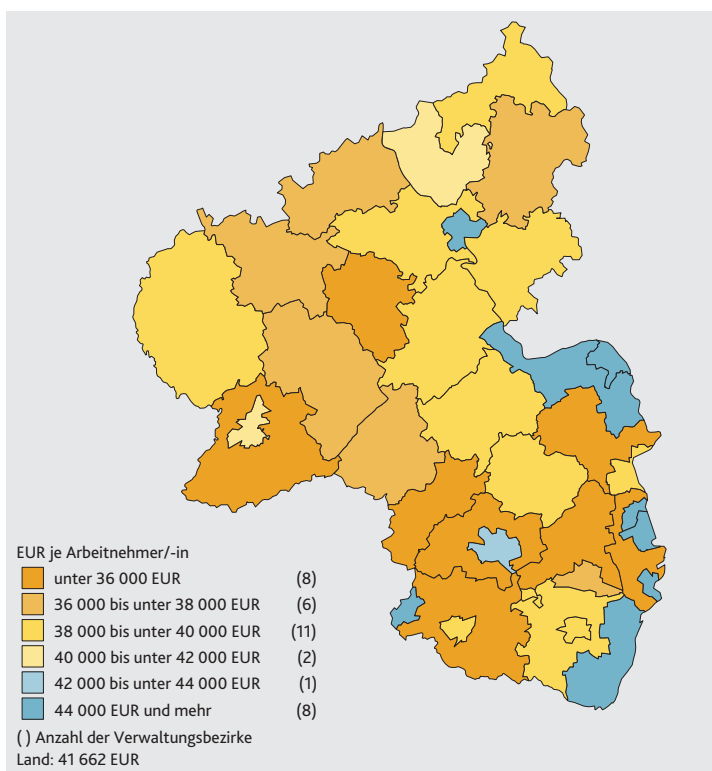 EUR je Arbeitnehmer/-in
unter 36 000 EUR (8)
36 000 bis unter 38 000 EUR (6)
38 000 bis unter 40 000 EUR (11)
40 000 bis unter 42 000 EUR (2)
42 000 bis unter 44 000 EUR (1)
44 000 EUR und mehr (8)
( ) Anzahl der Verwaltungsbezirke
Land: 41 662 EUR